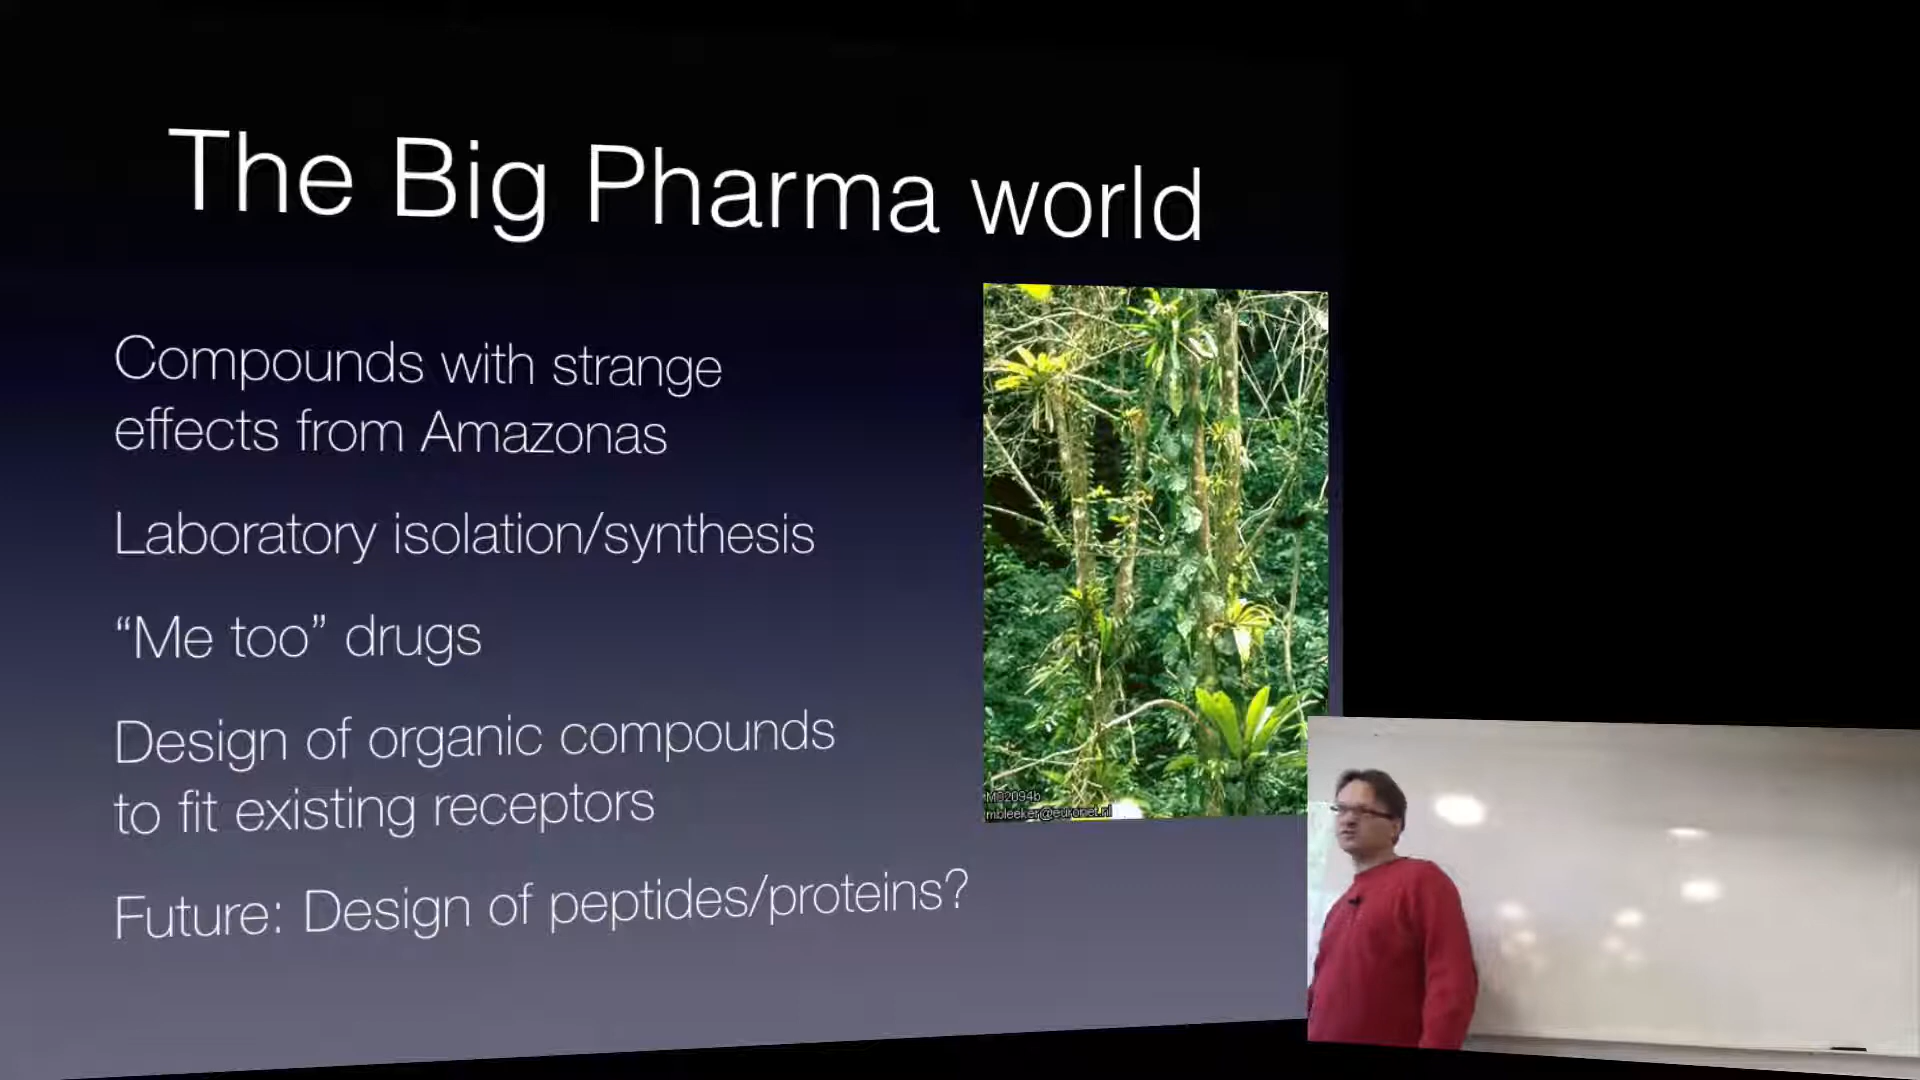 The Big Pharma world
Compounds with strange
effects from Amazonas
Laboratory isolation/synthesis
“Me too” drugs
Design of organic compounds
to fit existing receptors
Future: Design of peptides/proteins?
MD2094b
mbleeker@euronet.nl